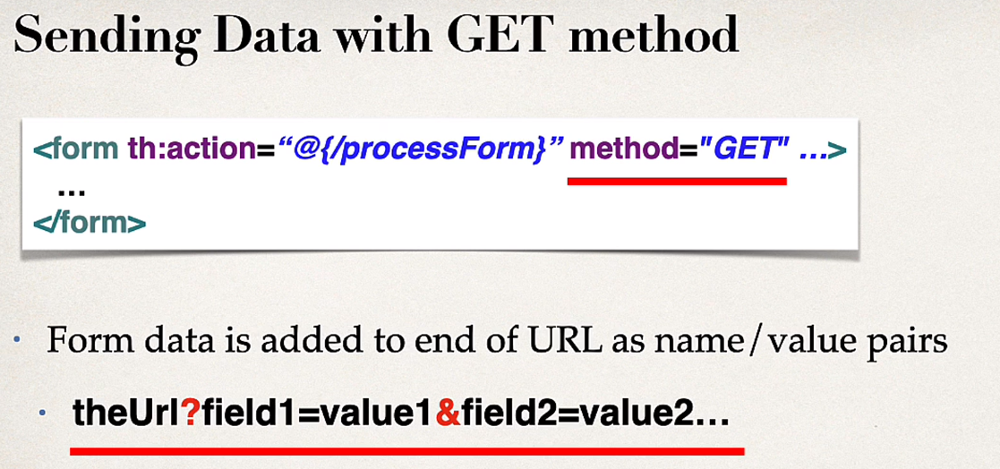 Sending Data with GET method
<form th:action=“@{/processForm}” method="GET" ...>
...
</form>
• Form data is added to end of URL as name/value pairs
• theUrl?field1=value1&field2=value2...